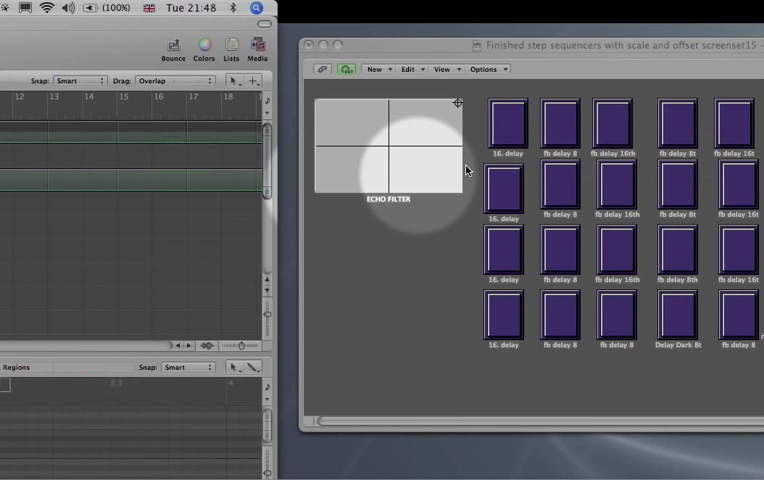 (100%) Tue 21:48
Bounce Colors Lists Media
Snap: Smart Drag: Overlap
12 13 14 15 16 17 18
Regions Snap: Smart
3.3 4
Finished step sequencers with scale and offset screenset15
New Edit View Options
ECHO FILTER
16. delay fb delay 8 fb delay 16th fb delay 8t fb delay 16t
16. delay fb delay 8 fb delay 16th fb delay 8t fb delay 16t
16. delay fb delay 8 fb delay 16th fb delay 8th fb delay 16t
16. delay fb delay 8 fb delay 8 Delay Dark 8t fb delay 8